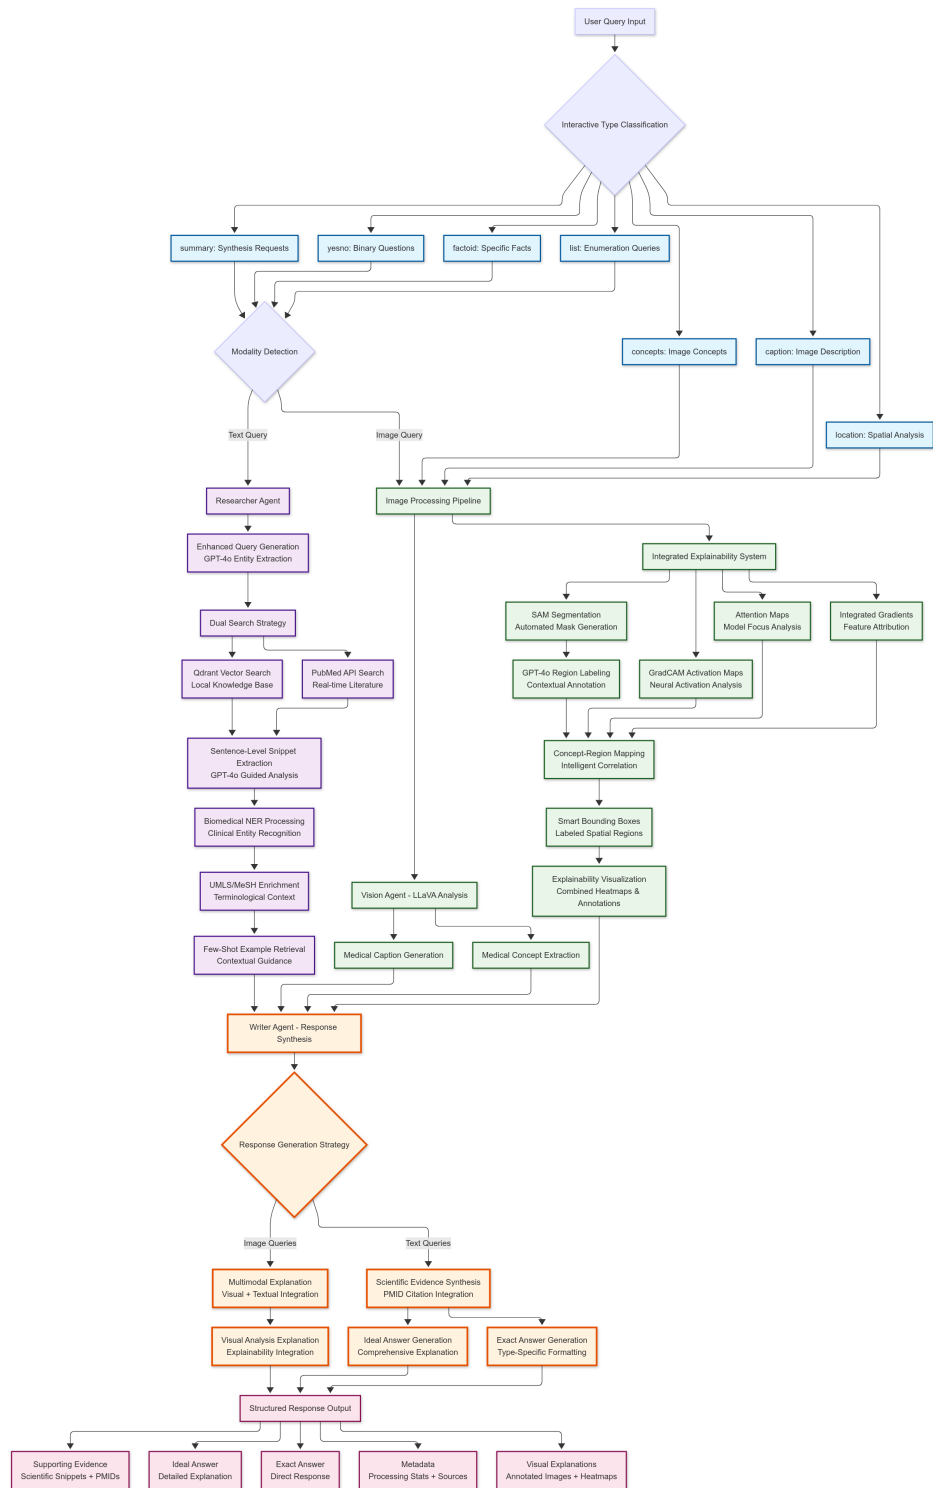 User Query Input
Interactive Type Classification
summary: Synthesis Requests
yesno: Binary Questions
factoid: Specific Facts
list: Enumeration Queries
Modality Detection
concepts: Image Concepts
caption: Image Description
Text Query
Image Query
location: Spatial Analysis
Researcher Agent
Image Processing Pipeline
Enhanced Query Generation
GPT-4o Entity Extraction
Integrated Explainability System
Dual Search Strategy
SAM Segmentation
Automated Mask Generation
Attention Maps
Model Focus Analysis
Integrated Gradients
Feature Attribution
Qdrant Vector Search
Local Knowledge Base
PubMed API Search
Real-time Literature
GPT-4o Region Labeling
Contextual Annotation
GradCAM Activation Maps
Neural Activation Analysis
Sentence-Level Snippet
Extraction
GPT-4o Guided Analysis
Concept-Region Mapping
Intelligent Correlation
Biomedical NER Processing
Clinical Entity Recognition
Smart Bounding Boxes
Labeled Spatial Regions
UMLS/MeSH Enrichment
Terminological Context
Vision Agent - LLaVA Analysis
Explainability Visualization
Combined Heatmaps &
Annotations
Few-Shot Example Retrieval
Contextual Guidance
Medical Caption Generation
Medical Concept Extraction
Writer Agent - Response
Synthesis
Response Generation Strategy
Image Queries
Text Queries
Multimodal Explanation
Visual + Textual Integration
Scientific Evidence Synthesis
PMID Citation Integration
Visual Analysis Explanation
Explainability Integration
Ideal Answer Generation
Comprehensive Explanation
Exact Answer Generation
Type-Specific Formatting
Structured Response Output
Supporting Evidence
Scientific Snippets + PMIDs
Ideal Answer
Detailed Explanation
Exact Answer
Direct Response
Metadata
Processing Stats + Sources
Visual Explanations
Annotated Images + Heatmaps